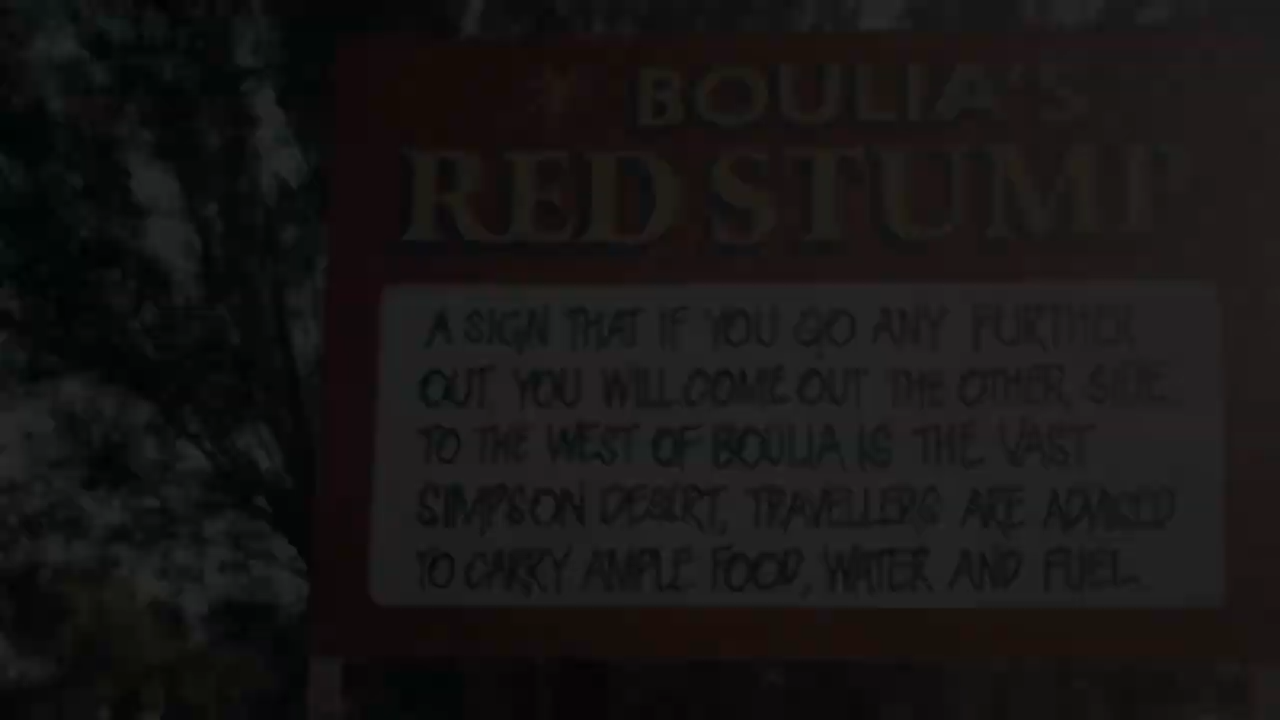 BOULIA'S
RED STUMP
A SIGN THAT IF YOU GO ANY FURTHER
OUT YOU WILL COME OUT THE OTHER SIDE.
TO THE WEST OF BOULIA IS THE VAST
SIMPSON DESERT, TRAVELLERS ARE ADVISED
TO CARRY AMPLE FOOD, WATER AND FUEL.